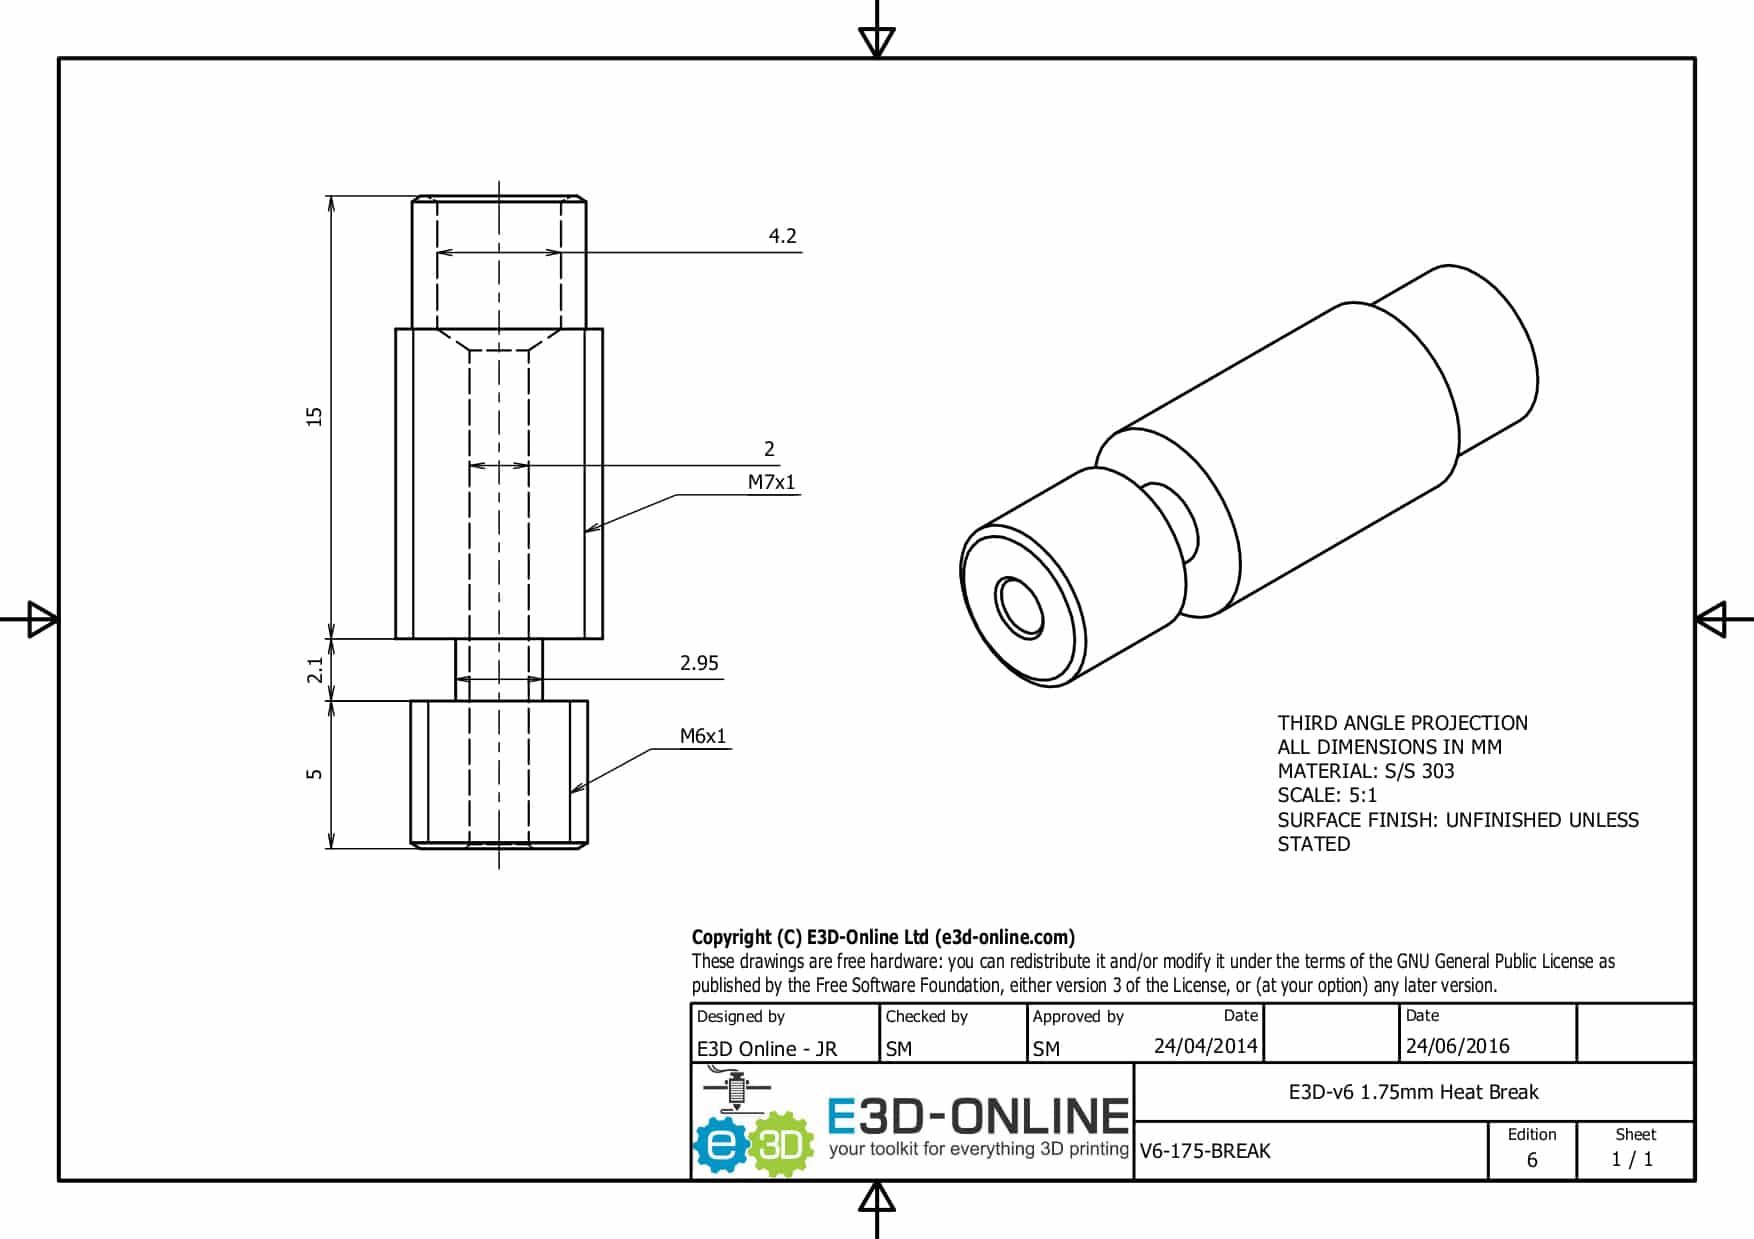 4.2
15
2
M7x1
2.1
2.95
M6x1
5
THIRD ANGLE PROJECTION
ALL DIMENSIONS IN MM
MATERIAL: S/S 303
SCALE: 5:1
SURFACE FINISH: UNFINISHED UNLESS
STATED
Copyright (C) E3D-Online Ltd (e3d-online.com)
These drawings are free hardware: you can redistribute it and/or modify it under the terms of the GNU General Public License as
published by the Free Software Foundation, either version 3 of the License, or (at your option) any later version.
Designed by
E3D Online - JR
Checked by
SM
Approved by
SM
Date
24/04/2014
Date
24/06/2016
e 3D
E3D-ONLINE
your toolkit for everything 3D printing
E3D-v6 1.75mm Heat Break
V6-175-BREAK
Edition
6
Sheet
1 / 1